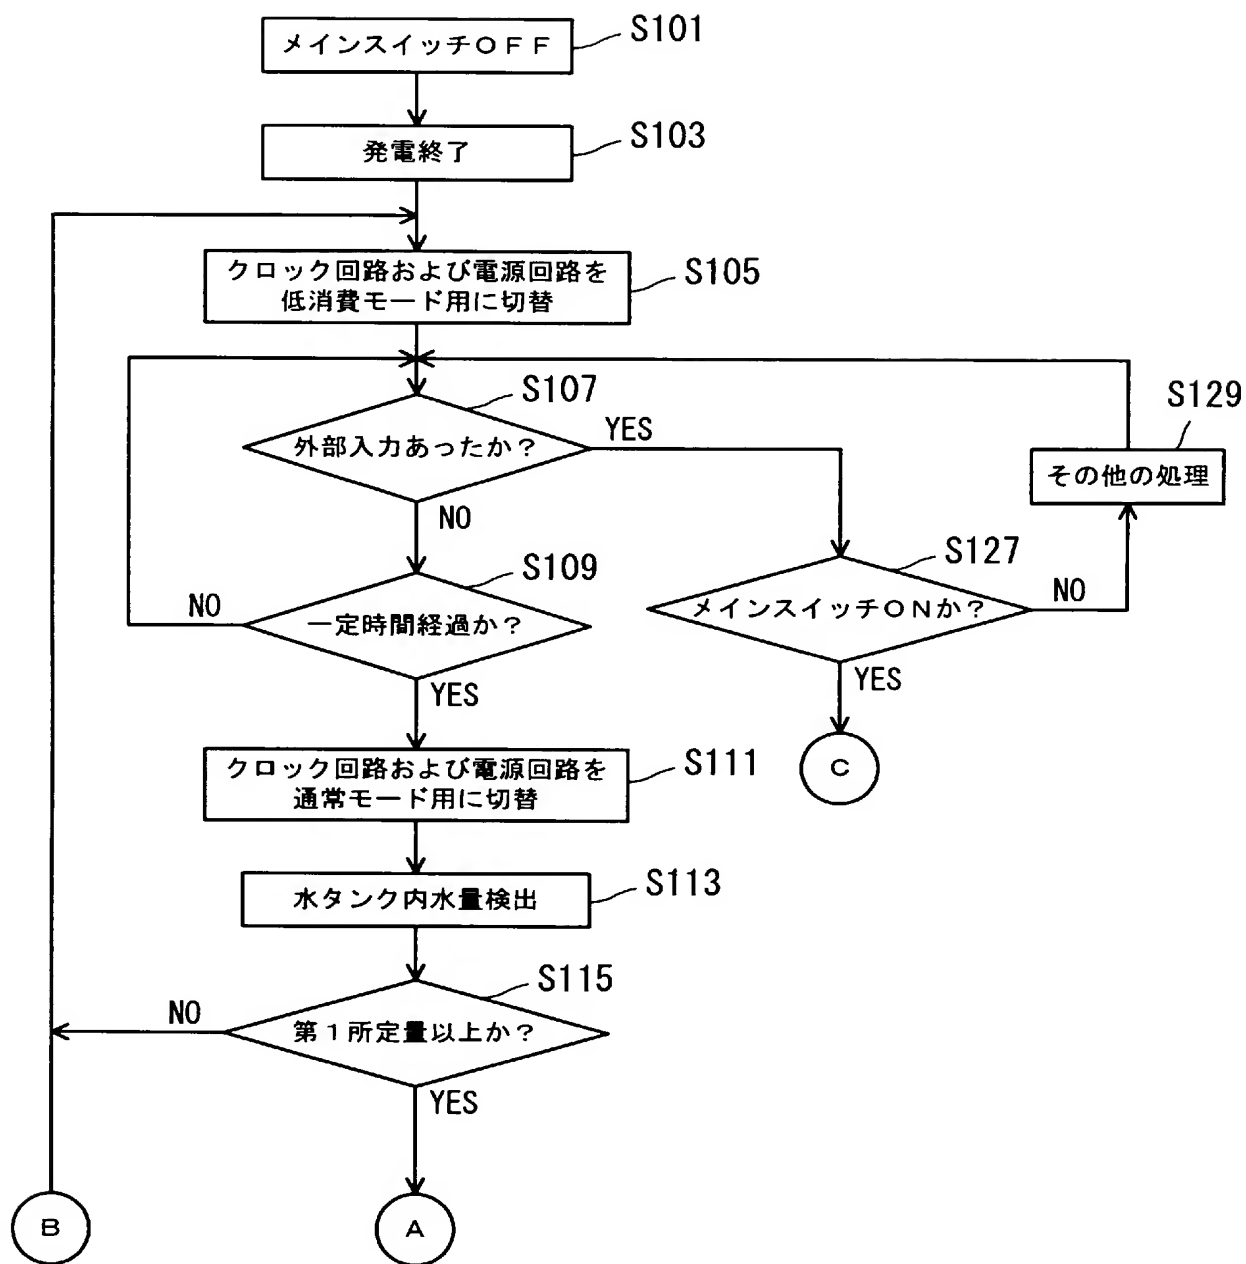 メインスイッチＯＦＦ
S101
発電終了
S103
クロック回路および電源回路を
低消費モード用に切替
S105
外部入力あったか？
S107
YES
NO
一定時間経過か？
S109
NO
YES
メインスイッチＯＮか？
S127
NO
YES
その他の処理
S129
C
クロック回路および電源回路を
通常モード用に切替
S111
水タンク内水量検出
S113
第１所定量以上か？
S115
NO
YES
B
A